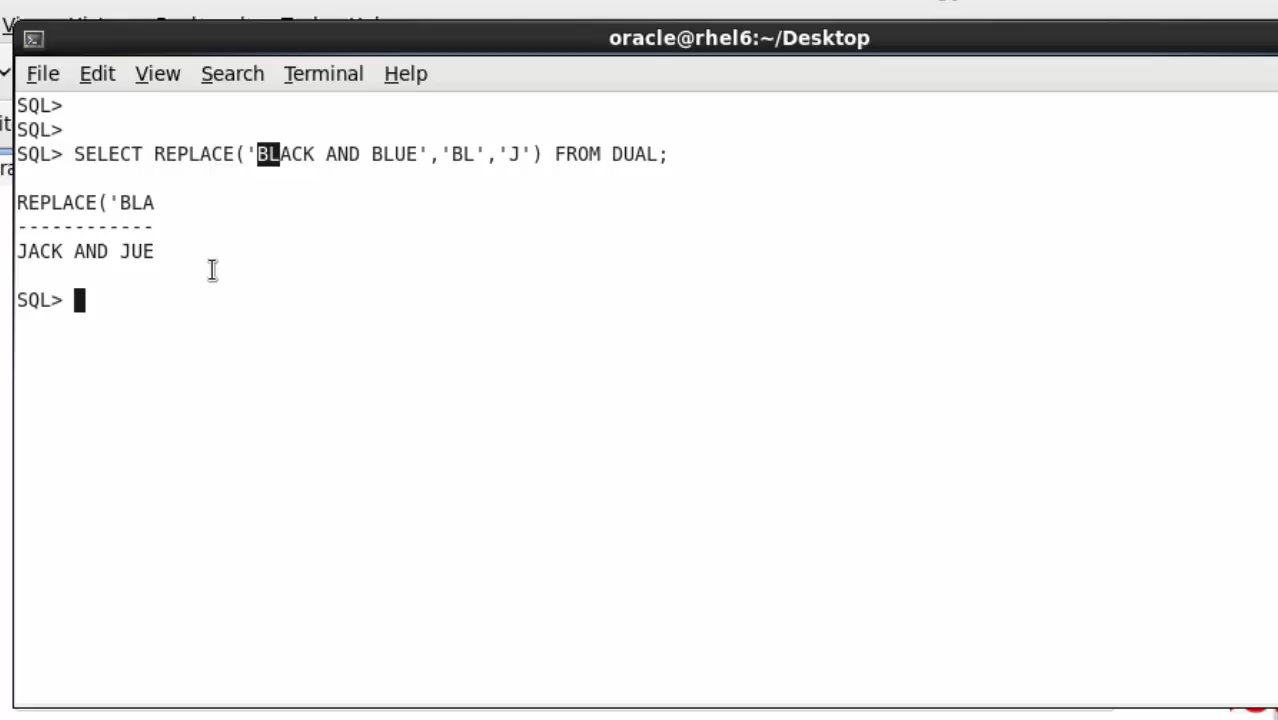 oracle@rhel6:~/Desktop
File Edit View Search Terminal Help
SQL>
SQL>
SQL> SELECT REPLACE('BLACK AND BLUE','BL','J') FROM DUAL;
REPLACE('BLA
------------
JACK AND JUE
SQL>